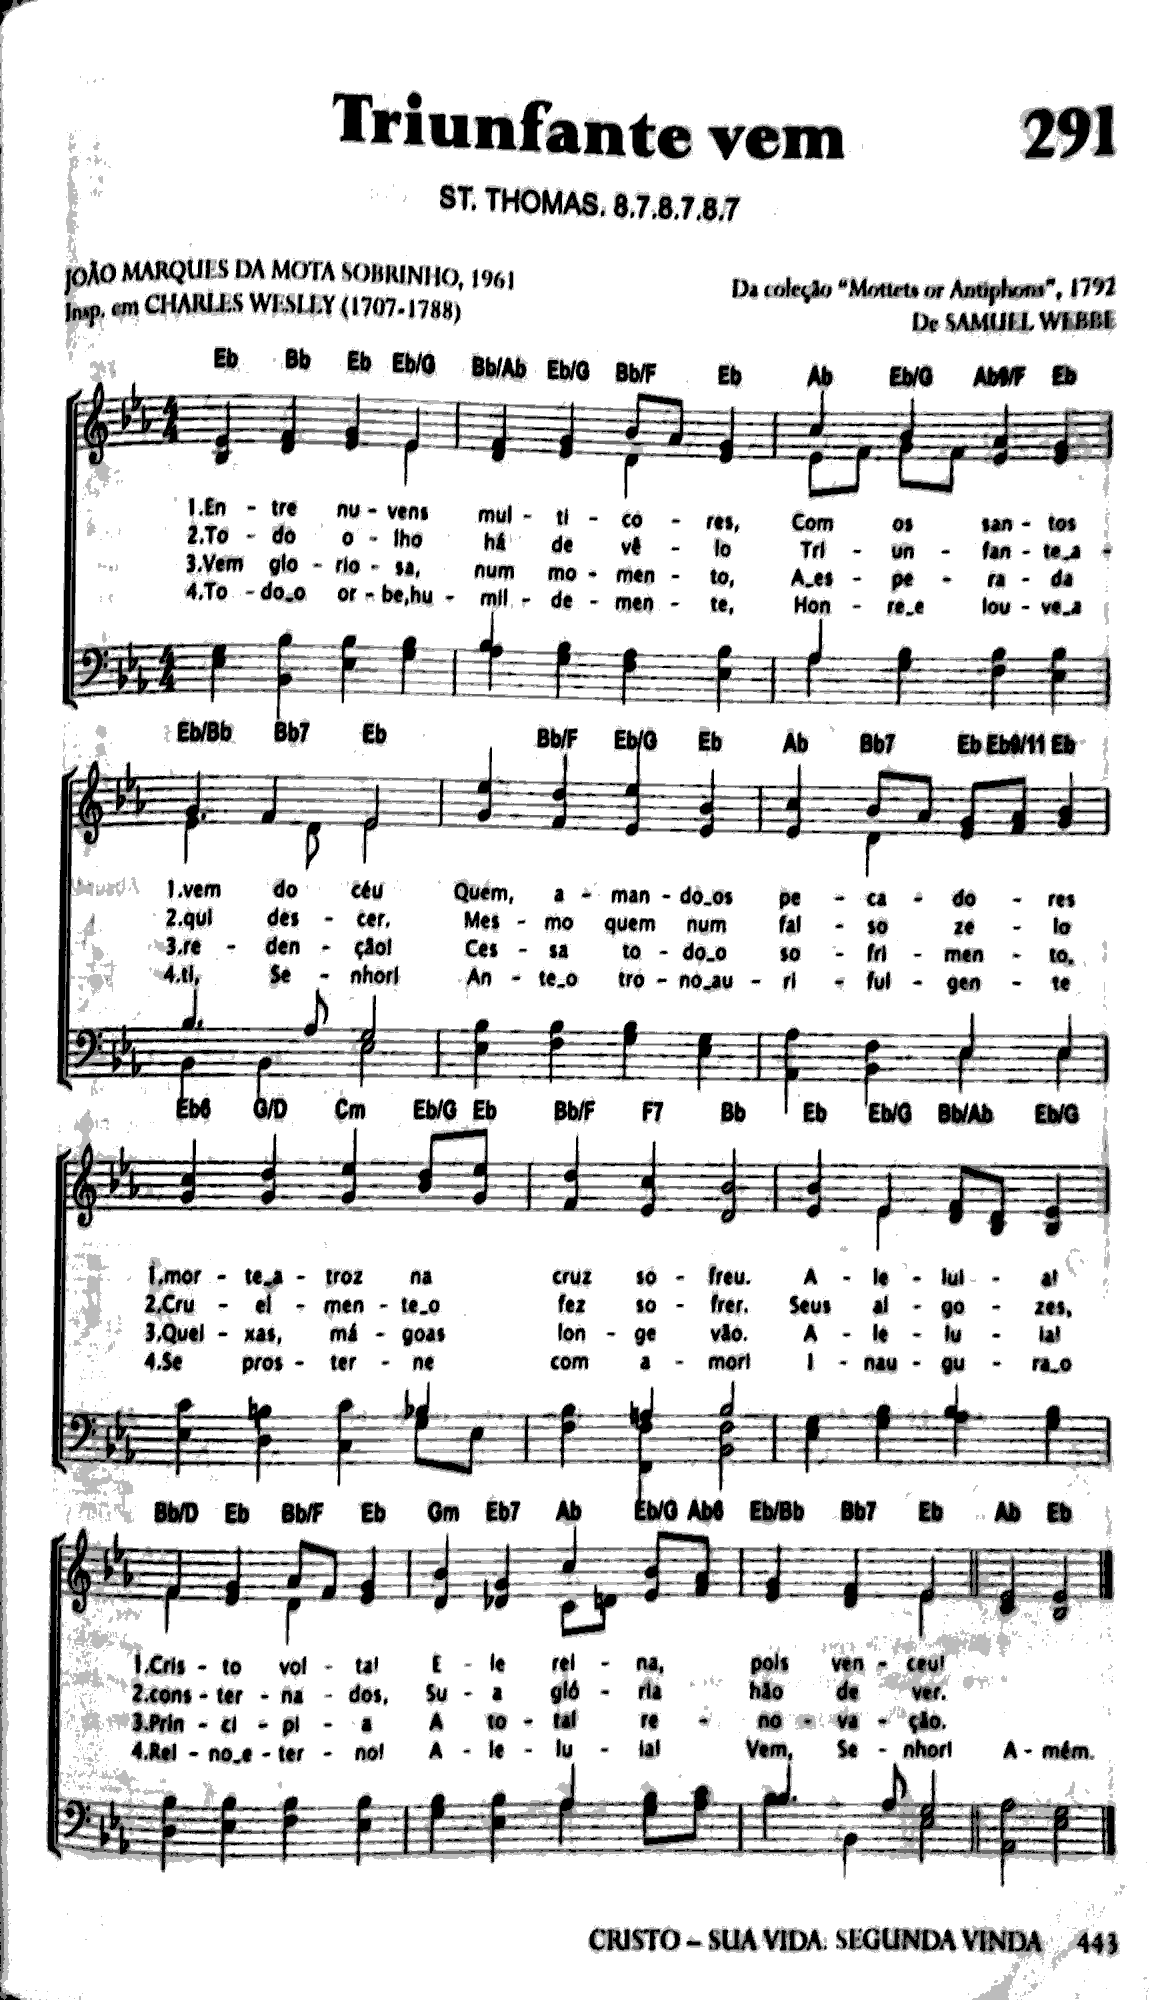 Triunfante vem 291
ST. THOMAS. 8.7.8.7.8.7
JOÃO MARQUES DA MOTA SOBRINHO, 1961
Insp. em CHARLES WESLEY (1707-1788)
Da coleção “Mottets or Antiphons”, 1792
De SAMUEL WEBBE
Eb Bb Eb Eb/G Bb/Ab Eb/G Bb/F Eb Ab Eb/G Ab9/F Eb
1.En - tre nu - vens mul - ti - co - res, Com os san - tos
2.To - do o - lho há de vê - lo Tri - un - fan - te_a -
3.Vem glo - rio - sa, num mo - men - to, A_es - pe - ra - da
4.To - do_o or - be,hu - mil - de - men - te, Hon - re_e lou - ve_a
Eb/Bb Bb7 Eb Bb/F Eb/G Eb Ab Bb7 Eb Eb9/11 Eb
1.vem do céu Quem, a - man - do_os pe - ca - do - res
2.qui des - cer. Mes - mo quem num fal - so ze - lo
3.re - den - ção! Ces - sa to - do_o so - fri - men - to,
4.ti, Se - nhor! An - te_o tro - no_au - ri - ful - gen - te
Eb6 G/D Cm Eb/G Eb Bb/F F7 Bb Eb Eb/G Bb/Ab Eb/G
1.mor - te_a - troz na cruz so - freu. A - le - lui - a!
2.Cru - el - men - te_o fez so - frer. Seus al - go - zes,
3.Quei - xas, má - goas lon - ge vão. A - le - lu - ia!
4.Se pros - ter - ne com a - mor! I - nau - gu - ra_o
Bb/D Eb Bb/F Eb Gm Eb7 Ab Eb/G Ab6 Eb/Bb Bb7 Eb Ab Eb
1.Cris - to vol - ta! E - le rei - na, pois ven - ceu!
2.cons - ter - na - dos, Su - a gló - ria hão de ver.
3.Prin - ci - pi - a A to - tal re - no - va - ção.
4.Rei - no_e - ter - no! A - le - lu - ia! Vem, Se - nhor! A - mém.
CRISTO – SUA VIDA: SEGUNDA VINDA 443